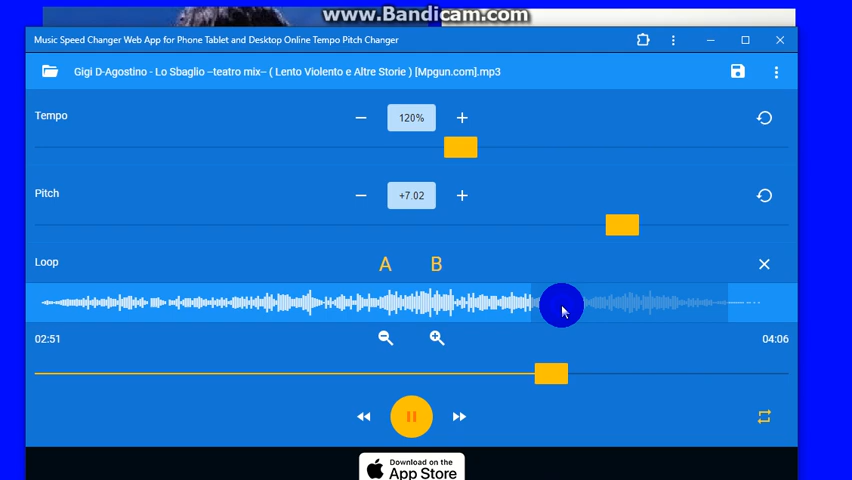 www.Bandicam.com
Music Speed Changer Web App for Phone Tablet and Desktop Online Tempo Pitch Changer
Gigi D-Agostino - Lo Sbaglio –teatro mix– ( Lento Violento e Altre Storie ) [Mpgun.com].mp3
Tempo
120%
Pitch
+7.02
Loop
A B
02:51
04:06
Download on the
App Store